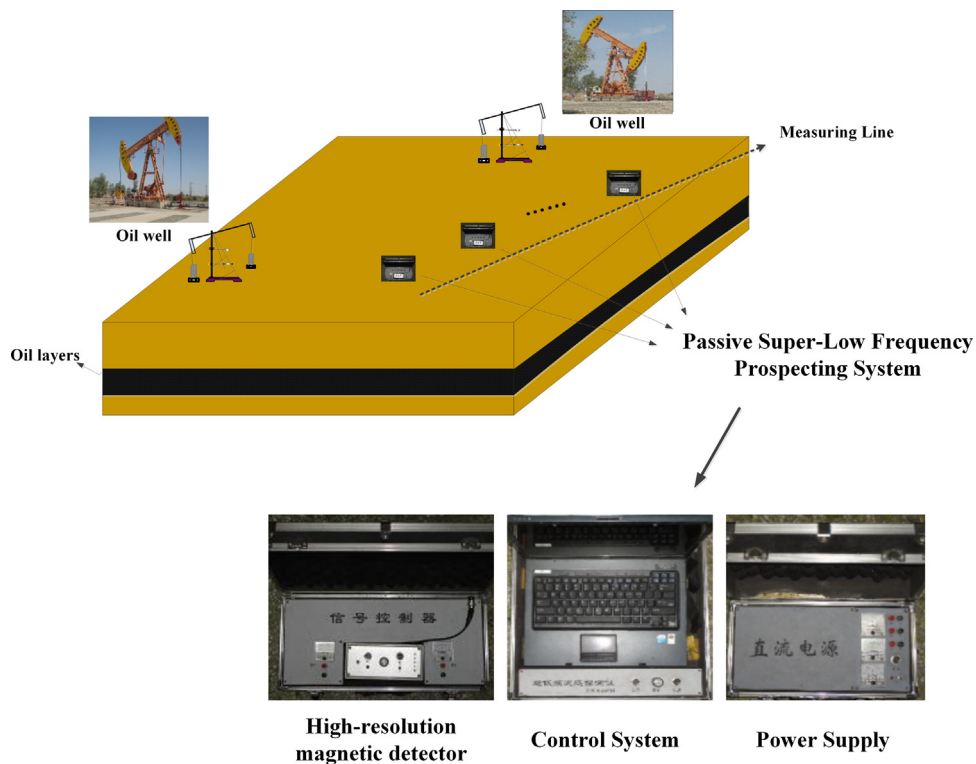 Oil well
Measuring Line
Oil well
Oil layers
Passive Super-Low Frequency
Prospecting System
信号控制器
直流电源
High-resolution
magnetic detector
Control System
Power Supply